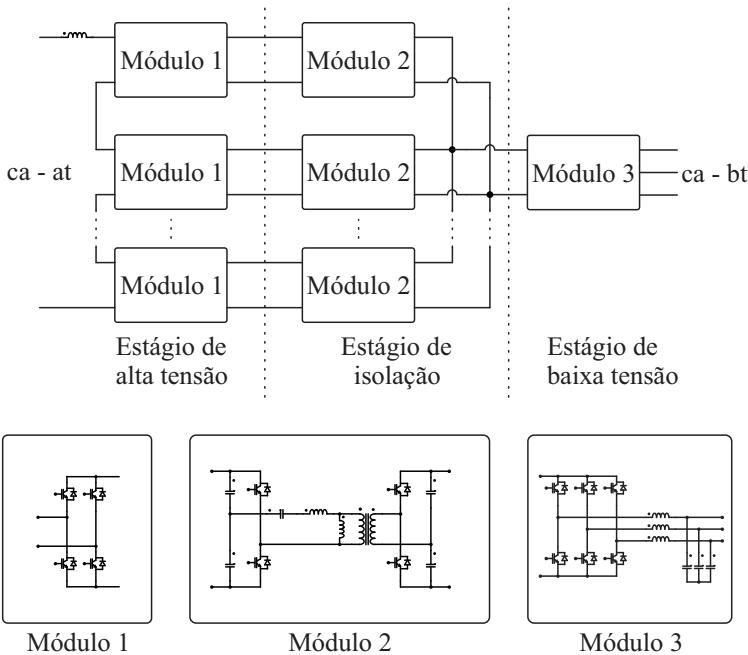 Módulo 1
Módulo 2
ca - at
Módulo 1
Módulo 2
Módulo 3
ca - bt
Módulo 1
Módulo 2
Estágio de
alta tensão
Estágio de
isolação
Estágio de
baixa tensão
Módulo 1
Módulo 2
Módulo 3